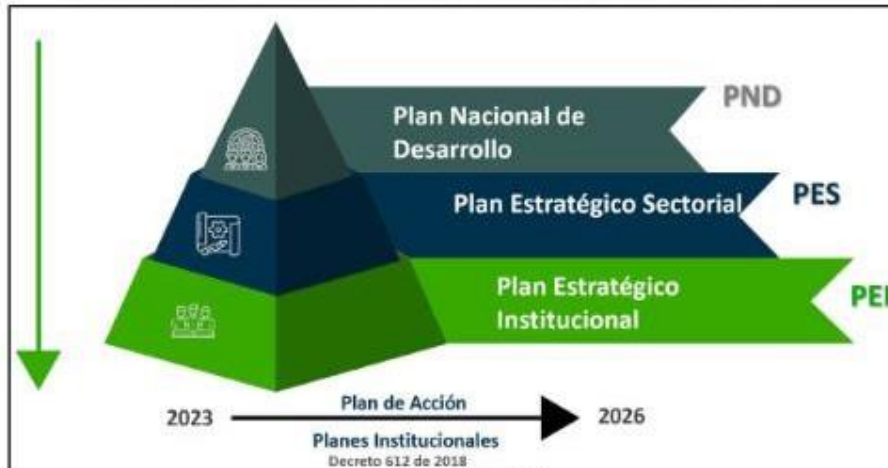 Plan Nacional de
Desarrollo
PND
Plan Estratégico Sectorial
PES
Plan Estratégico
Institucional
PEI
2023
Plan de Acción
2026
Planes Institucionales
Decreto 612 de 2018